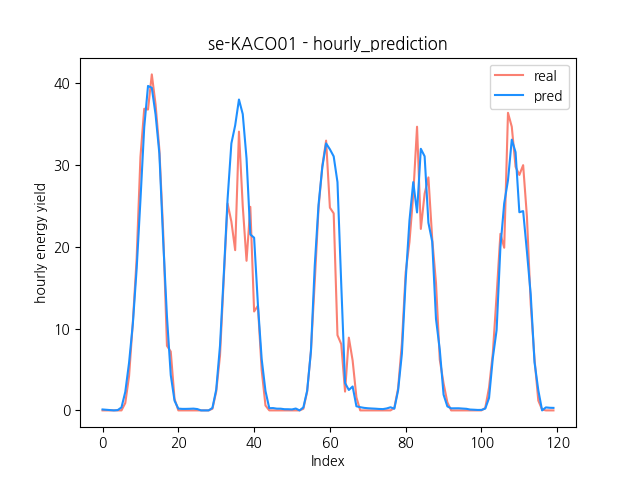 se-KACO01 - hourly_prediction
real
pred
hourly energy yield
40
30
20
10
0
0 20 40 60 80 100 120
Index